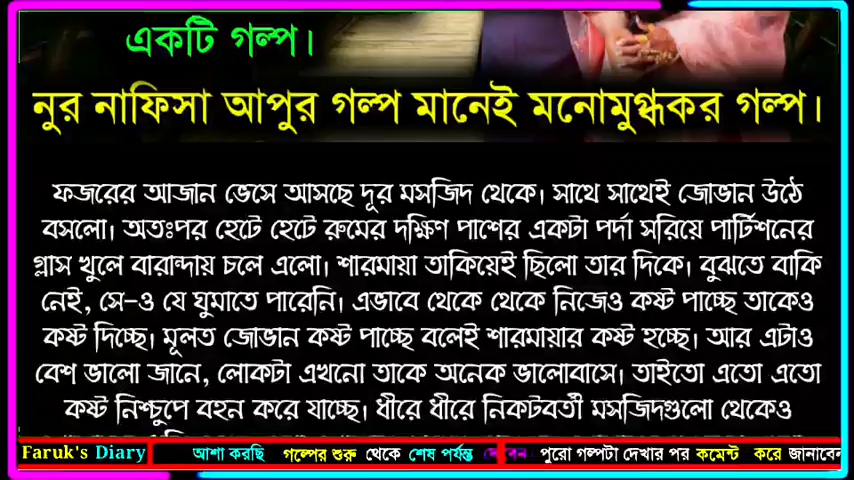 একটি গল্প।
নুর নাফিসা আপুর গল্প মানেই মনোমুগ্ধকর গল্প।
ফজরের আজান ভেসে আসছে দূর মসজিদ থেকে। সাথে সাথেই জোভান উঠে
বসলো। অতঃপর হেটে হেটে রুমের দক্ষিণ পাশের একটা পর্দা সরিয়ে পার্টিশনের
গ্লাস খুলে বারান্দায় চলে এলো। শারমায়া তাকিয়েই ছিলো তার দিকে। বুঝতে বাকি
নেই, সে-ও যে ঘুমাতে পারেনি। এভাবে থেকে থেকে নিজেও কষ্ট পাচ্ছে তাকেও
কষ্ট দিচ্ছে। মূলত জোভান কষ্ট পাচ্ছে বলেই শারমায়ার কষ্ট হচ্ছে। আর এটাও
বেশ ভালো জানে, লোকটা এখনো তাকে অনেক ভালোবাসে। তাইতো এতো এতো
কষ্ট নিশ্চুপে বহন করে যাচ্ছে। ধীরে ধীরে নিকটবর্তী মসজিদগুলো থেকেও
Faruk's Diary আশা করছি গল্পের শুরু থেকে শেষ পর্যন্ত পুরো গল্পটা দেখার পর কমেন্ট করে জানাবেন